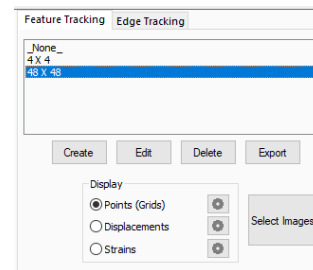 Feature Tracking Edge Tracking
_None_
4 X 4
48 X 48
Create Edit Delete Export
Display
Points (Grids)
Displacements
Select Images
Strains